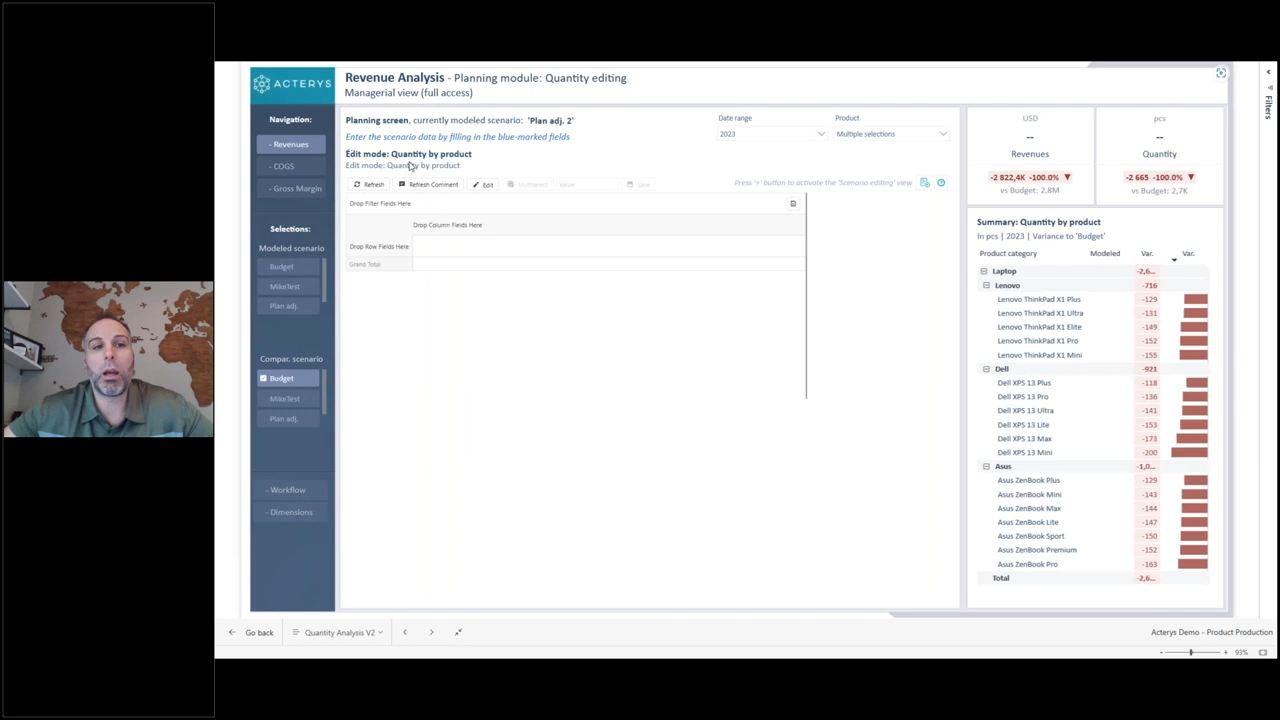 ACTERYS
Revenue Analysis - Planning module: Quantity editing
Managerial view (full access)
Navigation:
- Revenues
- COGS
- Gross Margin
Selections:
Modeled scenario
Budget
MikeTest
Plan adj.
Compar. scenario
Budget
MikeTest
Plan adj.
- Workflow
- Dimensions
Planning screen, currently modeled scenario: 'Plan adj. 2'
Enter the scenario data by filling in the blue-marked fields
Date range
2023
Product
Multiple selections
Edit mode: Quantity by product
Edit mode: Quantity by product
Refresh Refresh Comment Edit Multiselect Value Save
Press '+' button to activate the 'Scenario editing' view
Drop Filter Fields Here
Drop Column Fields Here
Drop Row Fields Here
Grand Total
USD
--
Revenues
-2 822,4K -100.0% ▼
vs Budget: 2,8M
pcs
--
Quantity
-2 665 -100.0% ▼
vs Budget: 2,7K
Summary: Quantity by product
In pcs | 2023 | Variance to 'Budget'
Product category Modeled Var. Var.
Laptop -2,6...
Lenovo -716
Lenovo ThinkPad X1 Plus -129
Lenovo ThinkPad X1 Ultra -131
Lenovo ThinkPad X1 Elite -149
Lenovo ThinkPad X1 Pro -152
Lenovo ThinkPad X1 Mini -155
Dell -921
Dell XPS 13 Plus -118
Dell XPS 13 Pro -136
Dell XPS 13 Ultra -141
Dell XPS 13 Lite -153
Dell XPS 13 Max -173
Dell XPS 13 Mini -200
Asus -1,0...
Asus ZenBook Plus -129
Asus ZenBook Mini -143
Asus ZenBook Max -144
Asus ZenBook Lite -147
Asus ZenBook Sport -150
Asus ZenBook Premium -152
Asus ZenBook Pro -163
Total -2,6...
Filters
Go back
Quantity Analysis V2
Acterys Demo - Product Production
- + 93%